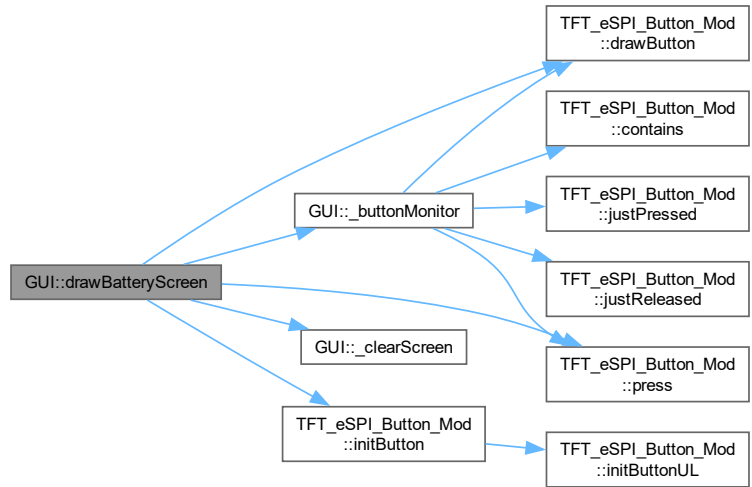 TFT_eSPI_Button_Mod
::drawButton
TFT_eSPI_Button_Mod
::contains
TFT_eSPI_Button_Mod
::justPressed
GUI::_buttonMonitor
TFT_eSPI_Button_Mod
::justReleased
GUI::drawBatteryScreen
GUI::_clearScreen
TFT_eSPI_Button_Mod
::press
TFT_eSPI_Button_Mod
::initButton
TFT_eSPI_Button_Mod
::initButtonUL